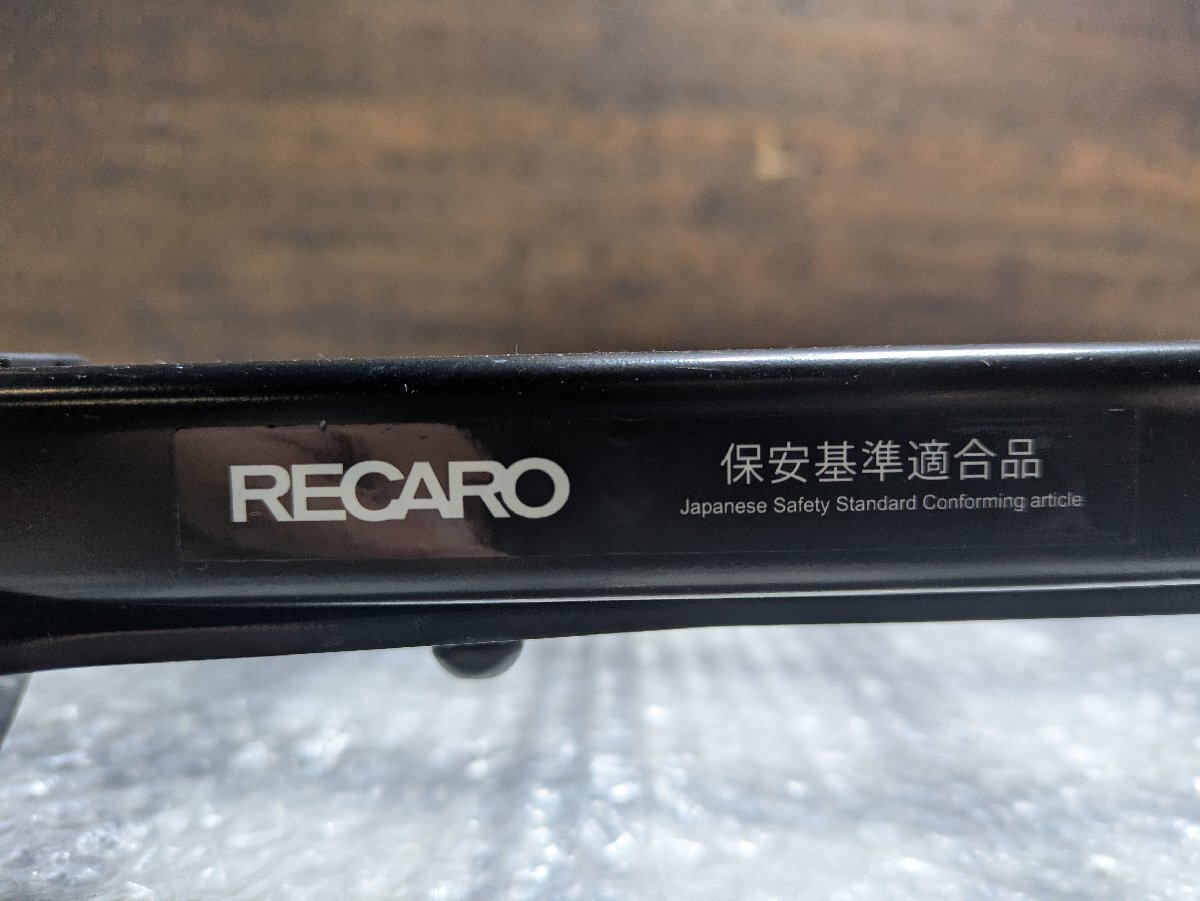 RECARO
保安基準適合品
Japanese Safety Standard Conforming article